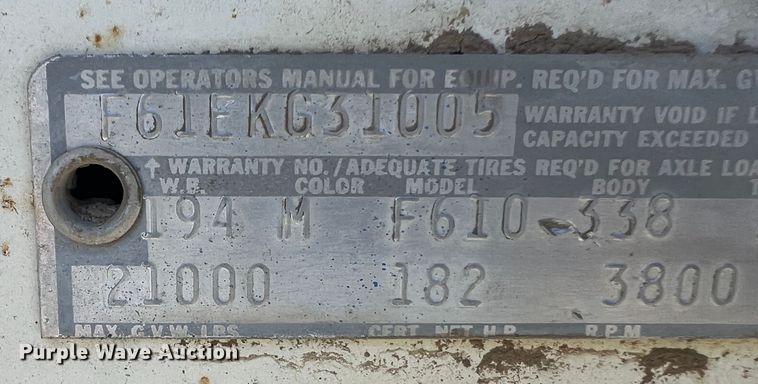 SEE OPERATORS MANUAL FOR EQUIP. REQ'D FOR MAX. G.V.
F61EKG31005
WARRANTY VOID IF L
CAPACITY EXCEEDED
↑ WARRANTY NO./ADEQUATE TIRES REQ'D FOR AXLE LOA
W.B. COLOR MODEL BODY T
194 M F610 338
21000 182 3800
MAX. G.V.W. LBS. CERT. NET H.P. R.P.M.
Purple Wave Auction